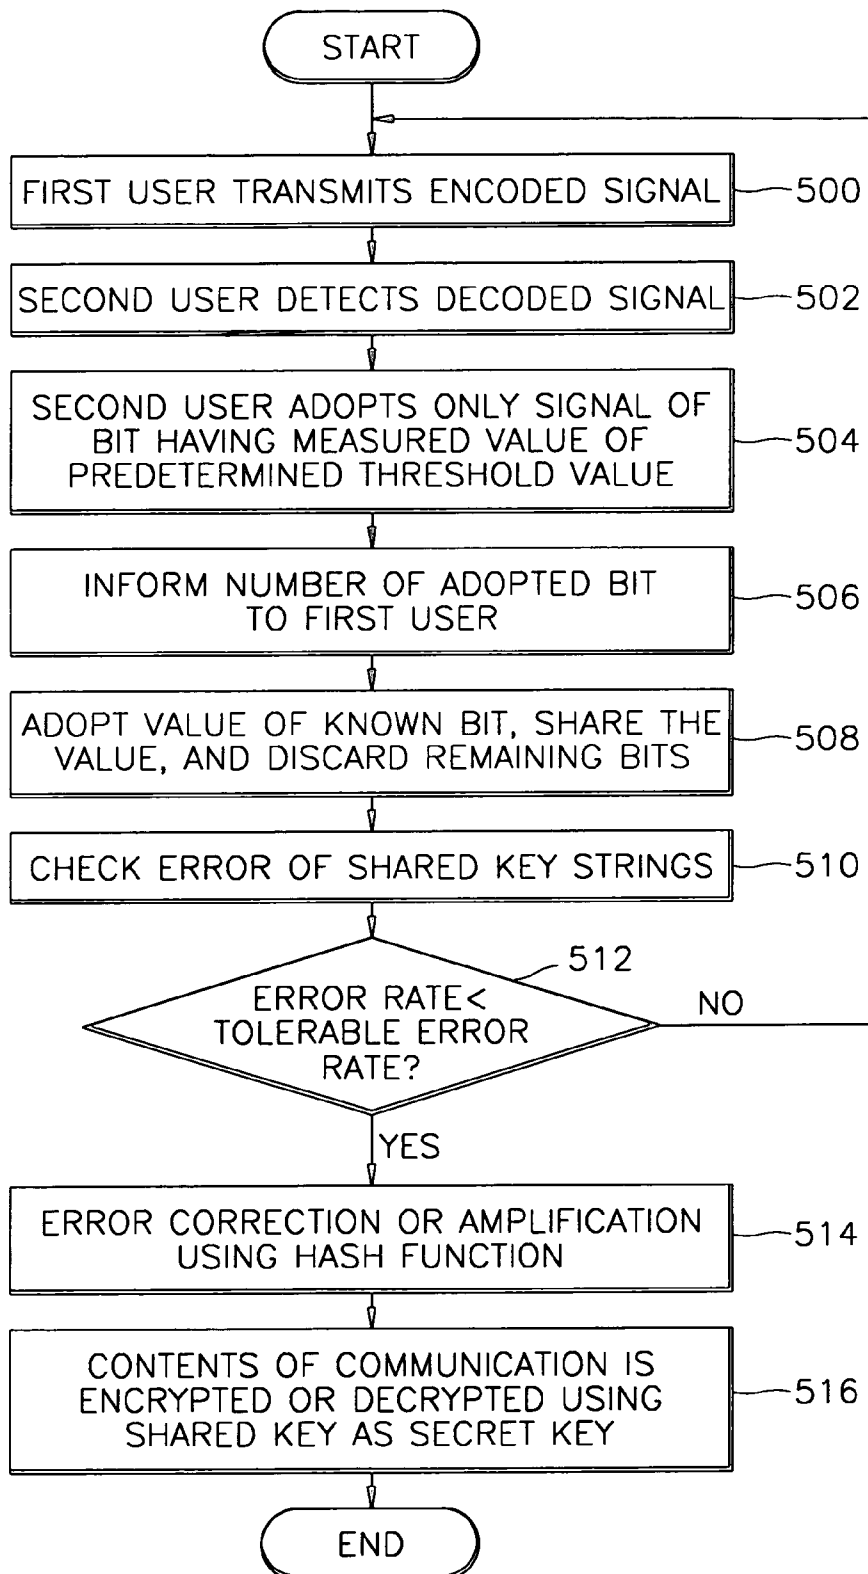 START
FIRST USER TRANSMITS ENCODED SIGNAL
500
SECOND USER DETECTS DECODED SIGNAL
502
SECOND USER ADOPTS ONLY SIGNAL OF
BIT HAVING MEASURED VALUE OF
PREDETERMINED THRESHOLD VALUE
504
INFORM NUMBER OF ADOPTED BIT
TO FIRST USER
506
ADOPT VALUE OF KNOWN BIT, SHARE THE
VALUE, AND DISCARD REMAINING BITS
508
CHECK ERROR OF SHARED KEY STRINGS
510
512
ERROR RATE<
TOLERABLE ERROR
RATE?
NO
YES
ERROR CORRECTION OR AMPLIFICATION
USING HASH FUNCTION
514
CONTENTS OF COMMUNICATION IS
ENCRYPTED OR DECRYPTED USING
SHARED KEY AS SECRET KEY
516
END